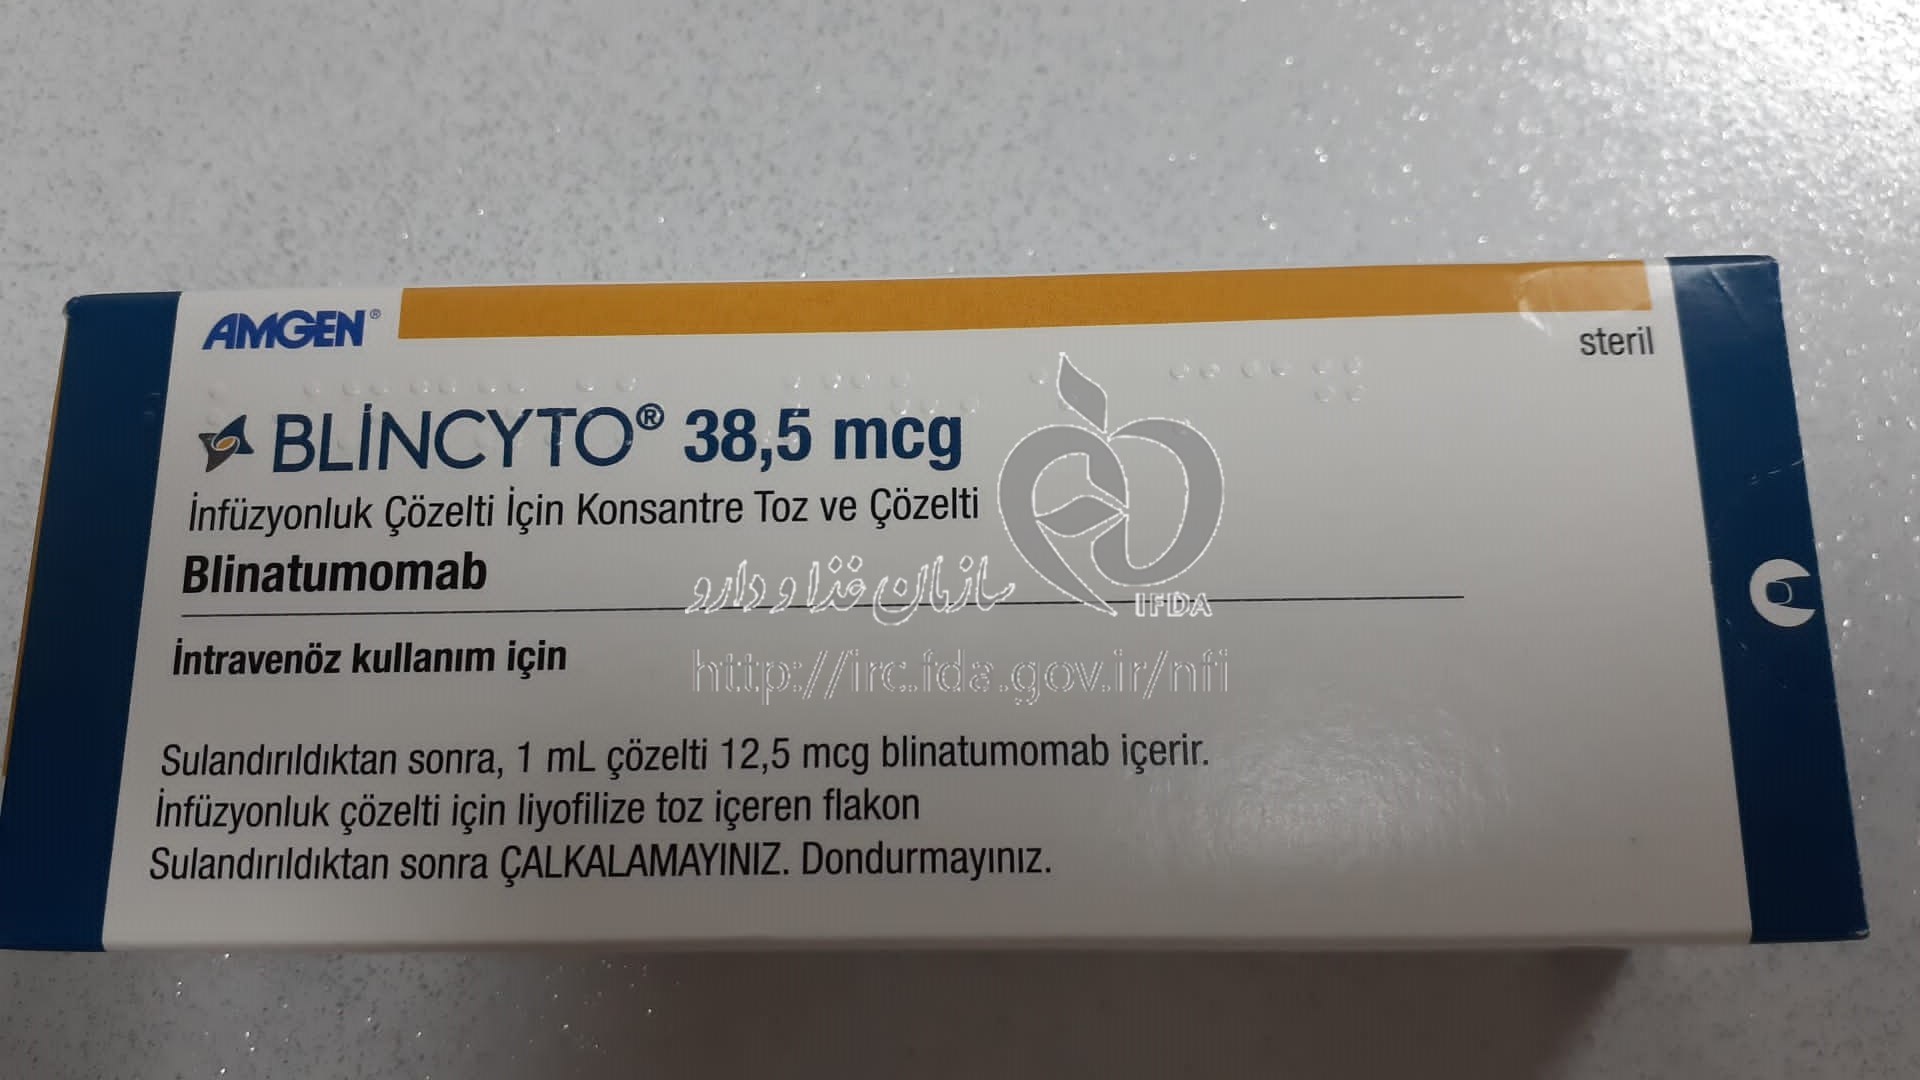 AMGEN®
steril
BLİNCYTO® 38,5 mcg
İnfüzyonluk Çözelti İçin Konsantre Toz ve Çözelti
Blinatumomab
سازمان غذا و دارو
IFDA
İntravenöz kullanım için
http://irc.fda.gov.ir/nfi
Sulandırıldıktan sonra, 1 mL çözelti 12,5 mcg blinatumomab içerir.
İnfüzyonluk çözelti için liyofilize toz içeren flakon
Sulandırıldıktan sonra ÇALKALAMAYINIZ. Dondurmayınız.